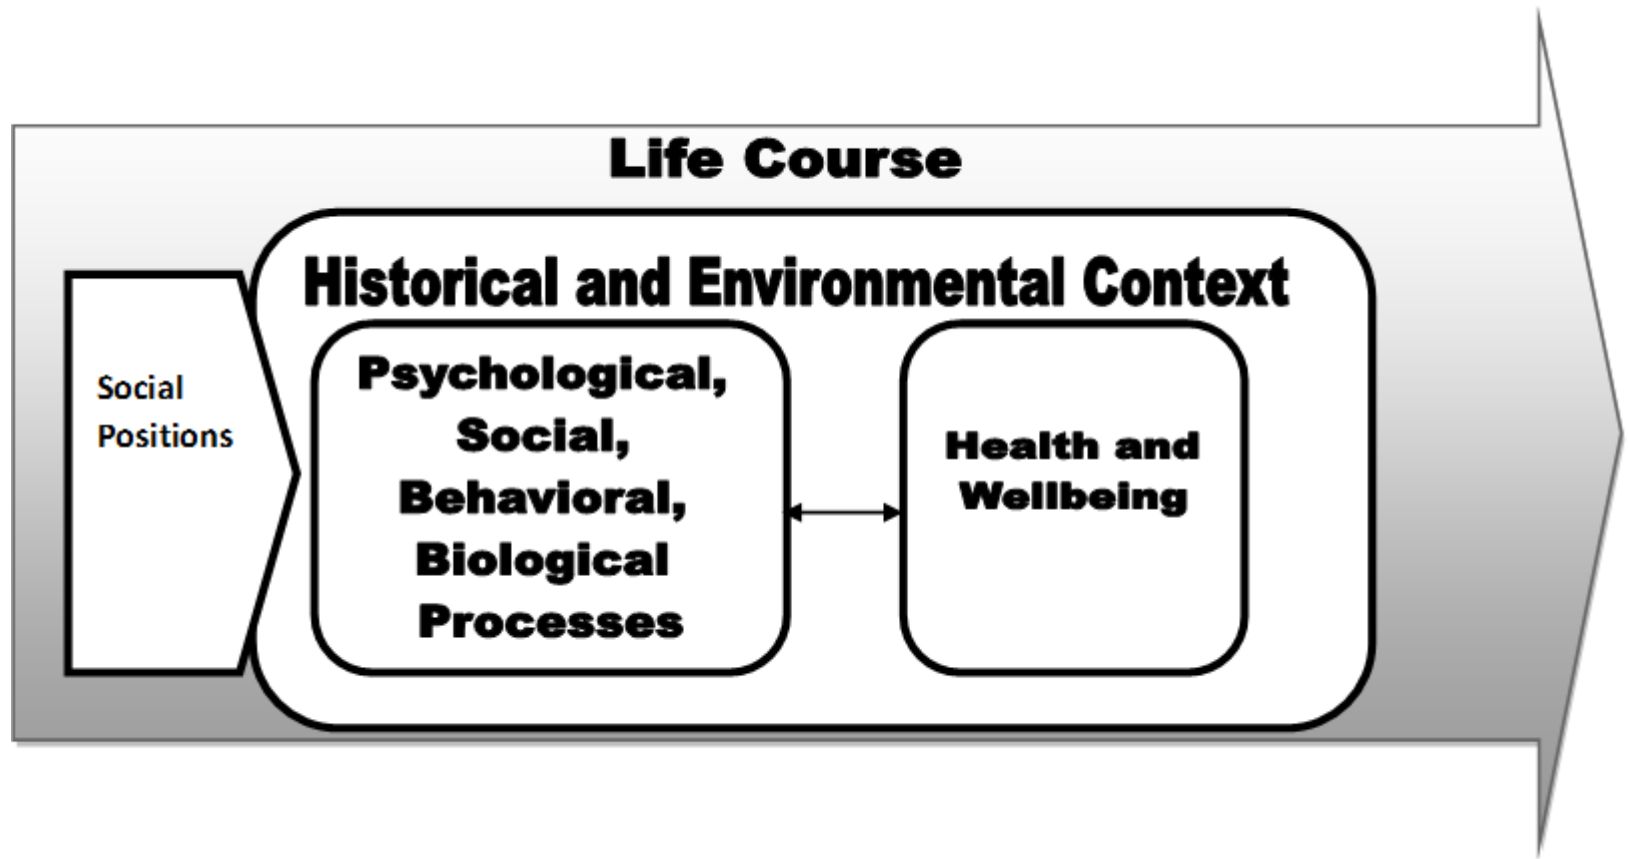 Life Course
Historical and Environmental Context
Social
Positions
Psychological,
Social,
Behavioral,
Biological
Processes
Health and
Wellbeing